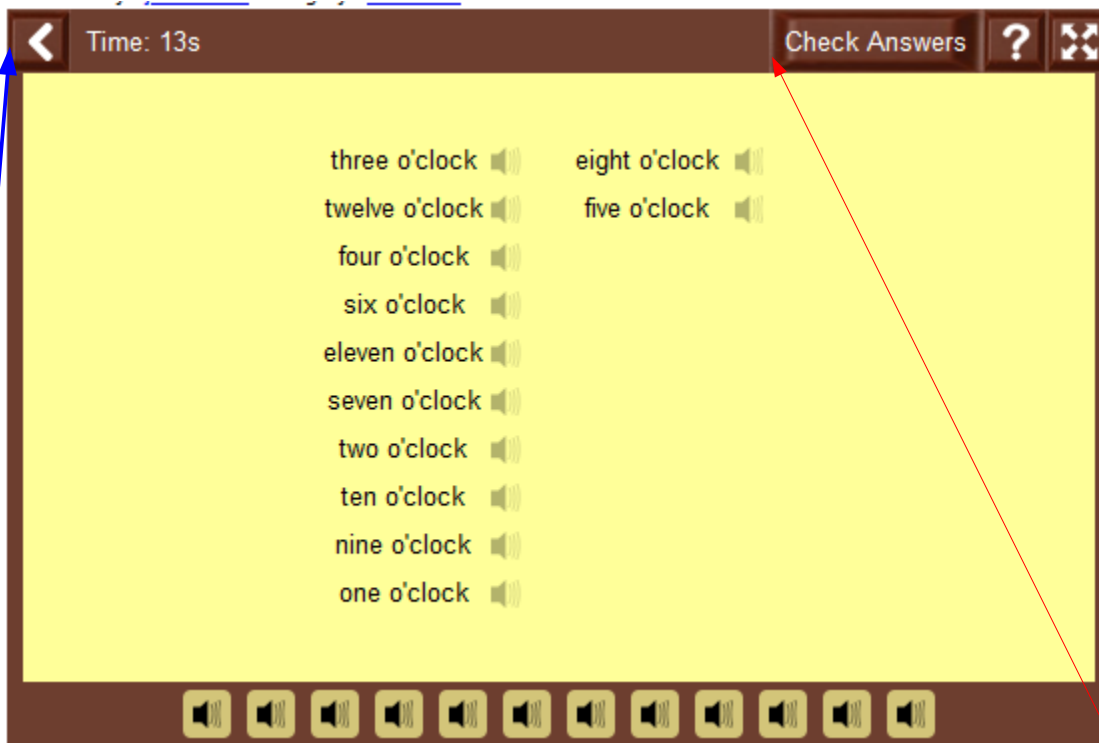 Time: 13s Check Answers ?
three o'clock eight o'clock
twelve o'clock five o'clock
four o'clock
six o'clock
eleven o'clock
seven o'clock
two o'clock
ten o'clock
nine o'clock
one o'clock